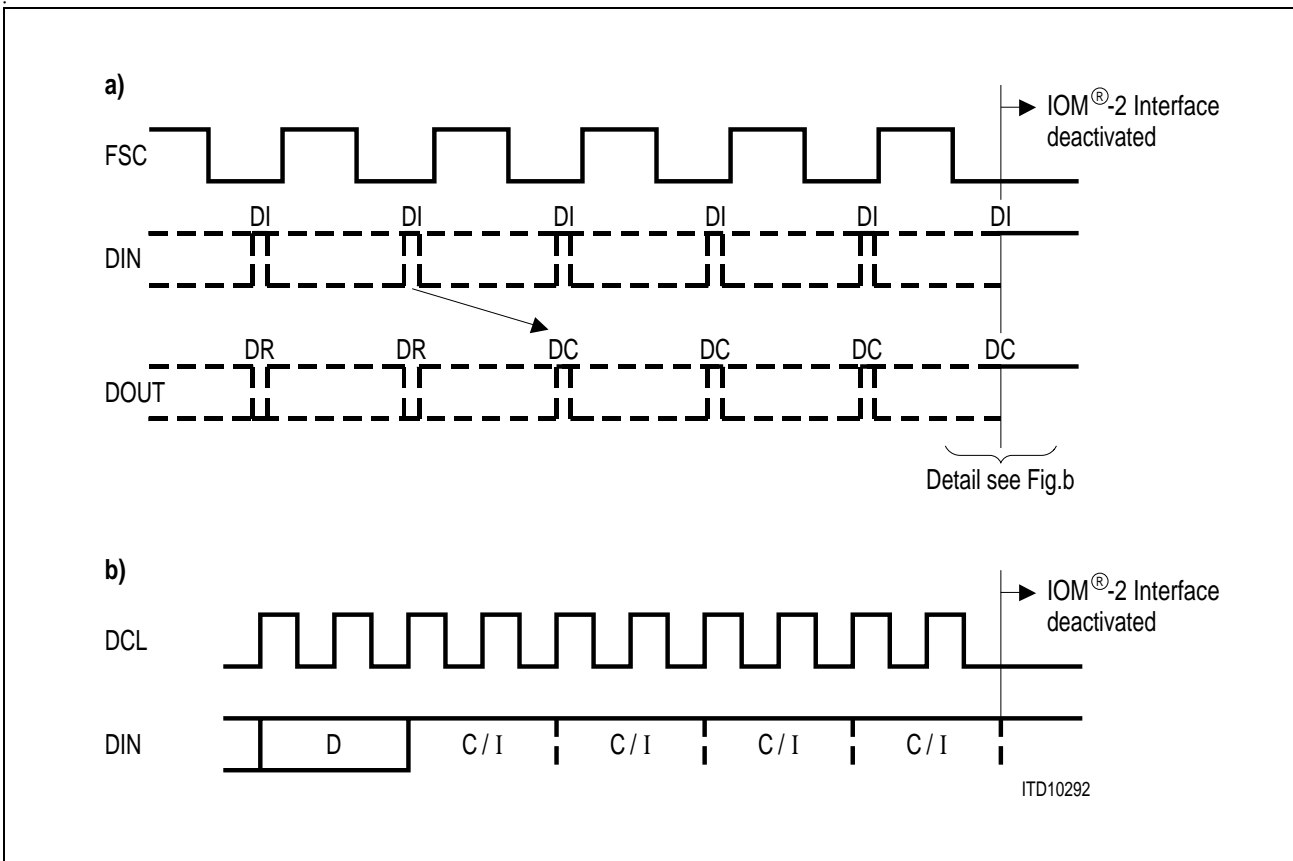 a)
IOM®-2 Interface
deactivated
FSC
DI DI DI DI DI DI
DIN
DR DR DC DC DC DC
DOUT
Detail see Fig.b
b)
IOM®-2 Interface
deactivated
DCL
DIN D C / I C / I C / I C / I
ITD10292